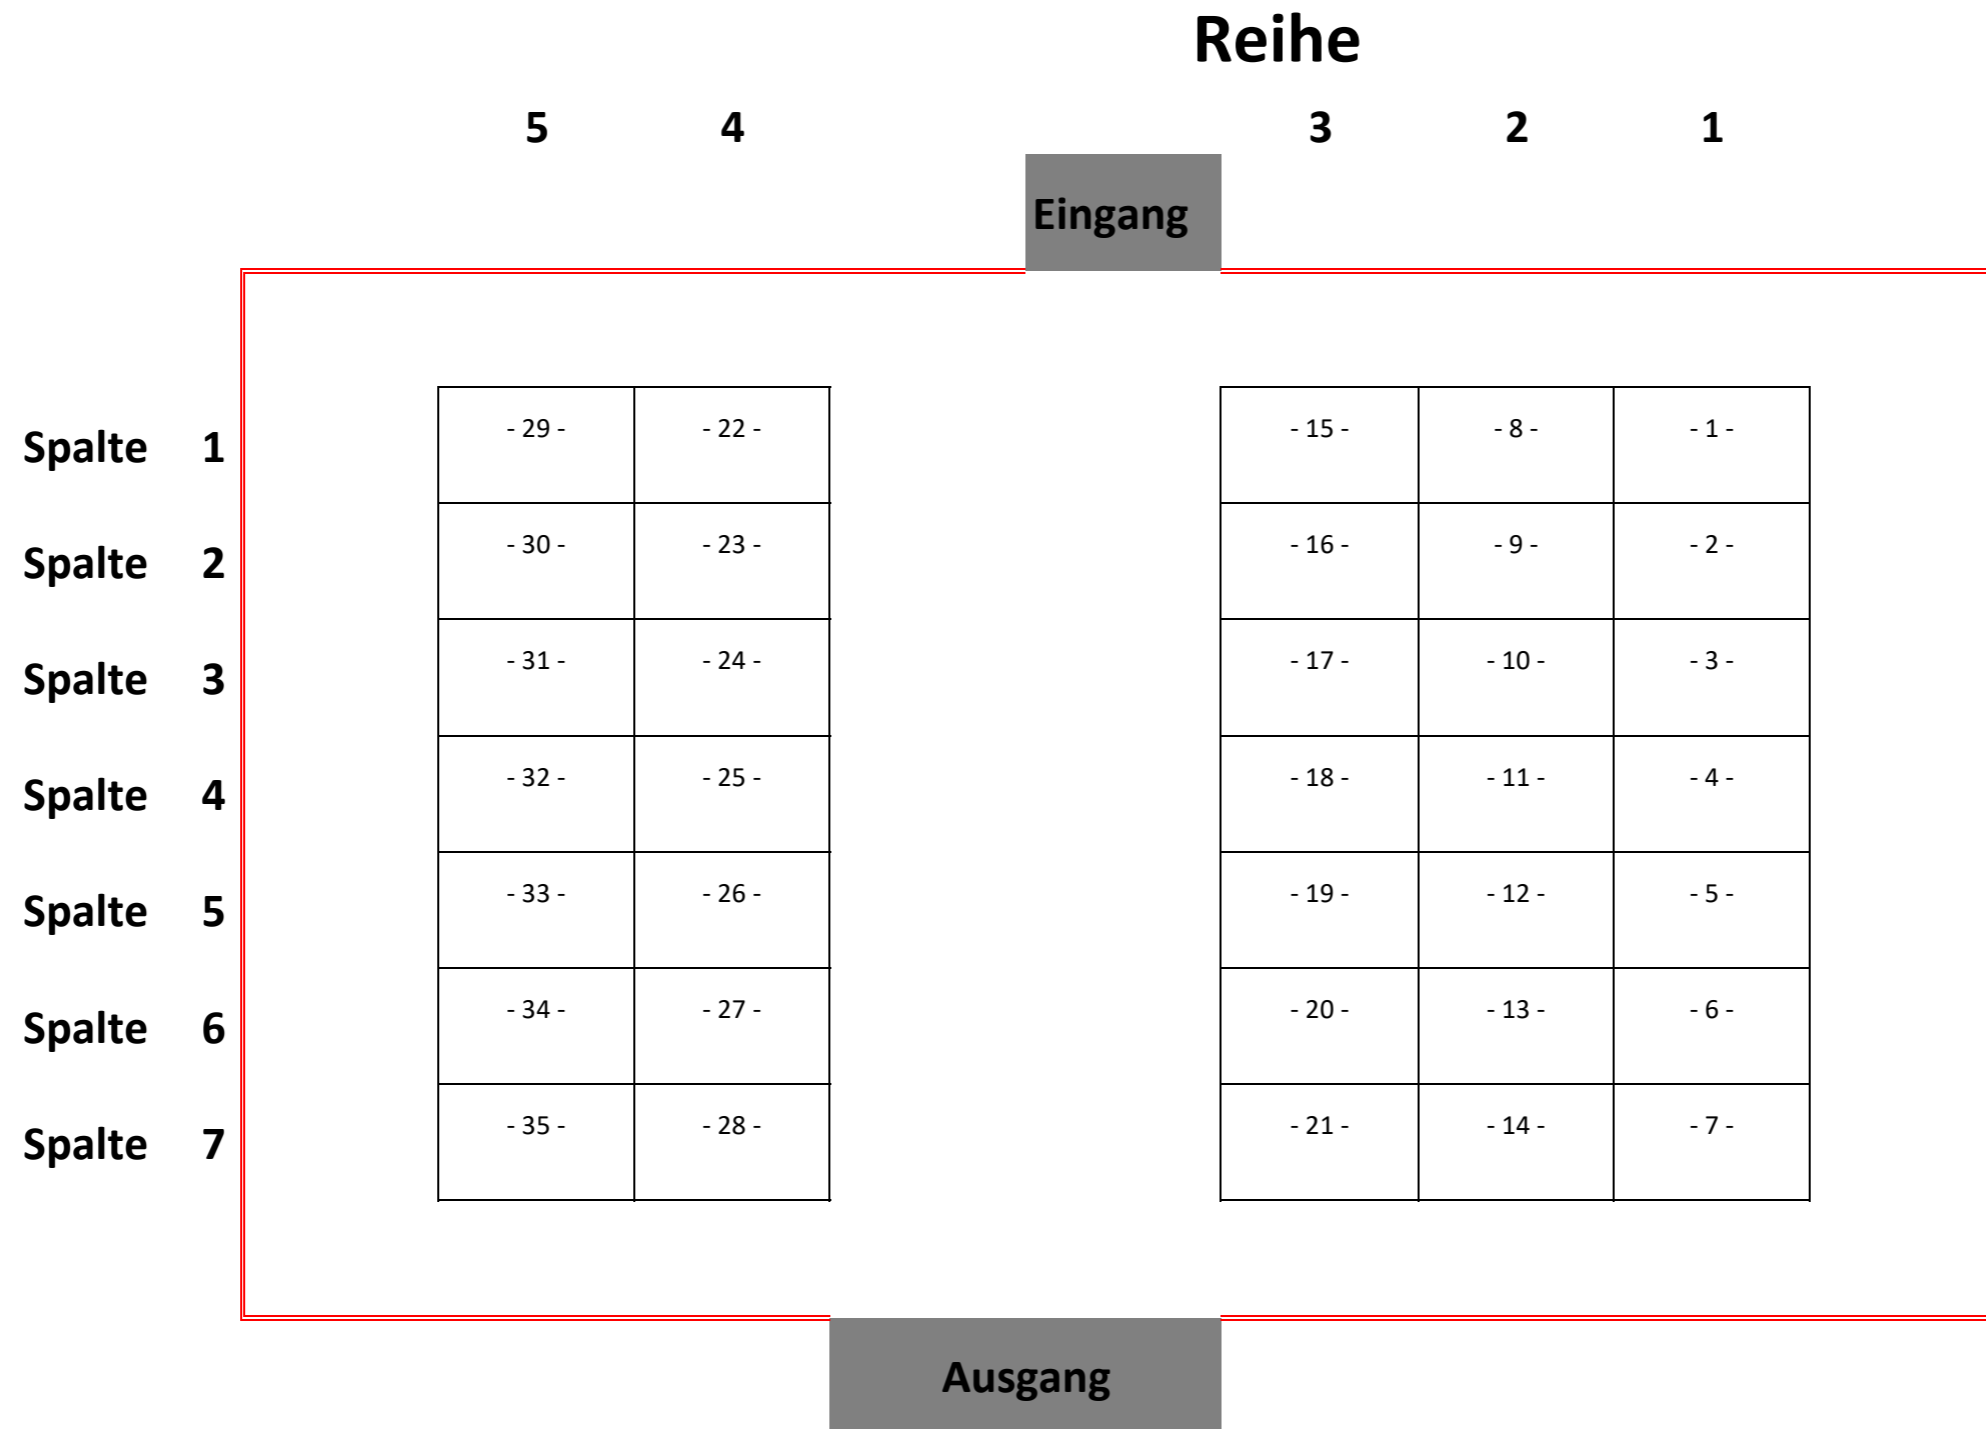 Reihe
5 4 3 2 1
Eingang
Spalte 1 - 29 - - 22 - - 15 - - 8 - - 1 -
Spalte 2 - 30 - - 23 - - 16 - - 9 - - 2 -
Spalte 3 - 31 - - 24 - - 17 - - 10 - - 3 -
Spalte 4 - 32 - - 25 - - 18 - - 11 - - 4 -
Spalte 5 - 33 - - 26 - - 19 - - 12 - - 5 -
Spalte 6 - 34 - - 27 - - 20 - - 13 - - 6 -
Spalte 7 - 35 - - 28 - - 21 - - 14 - - 7 -
Ausgang